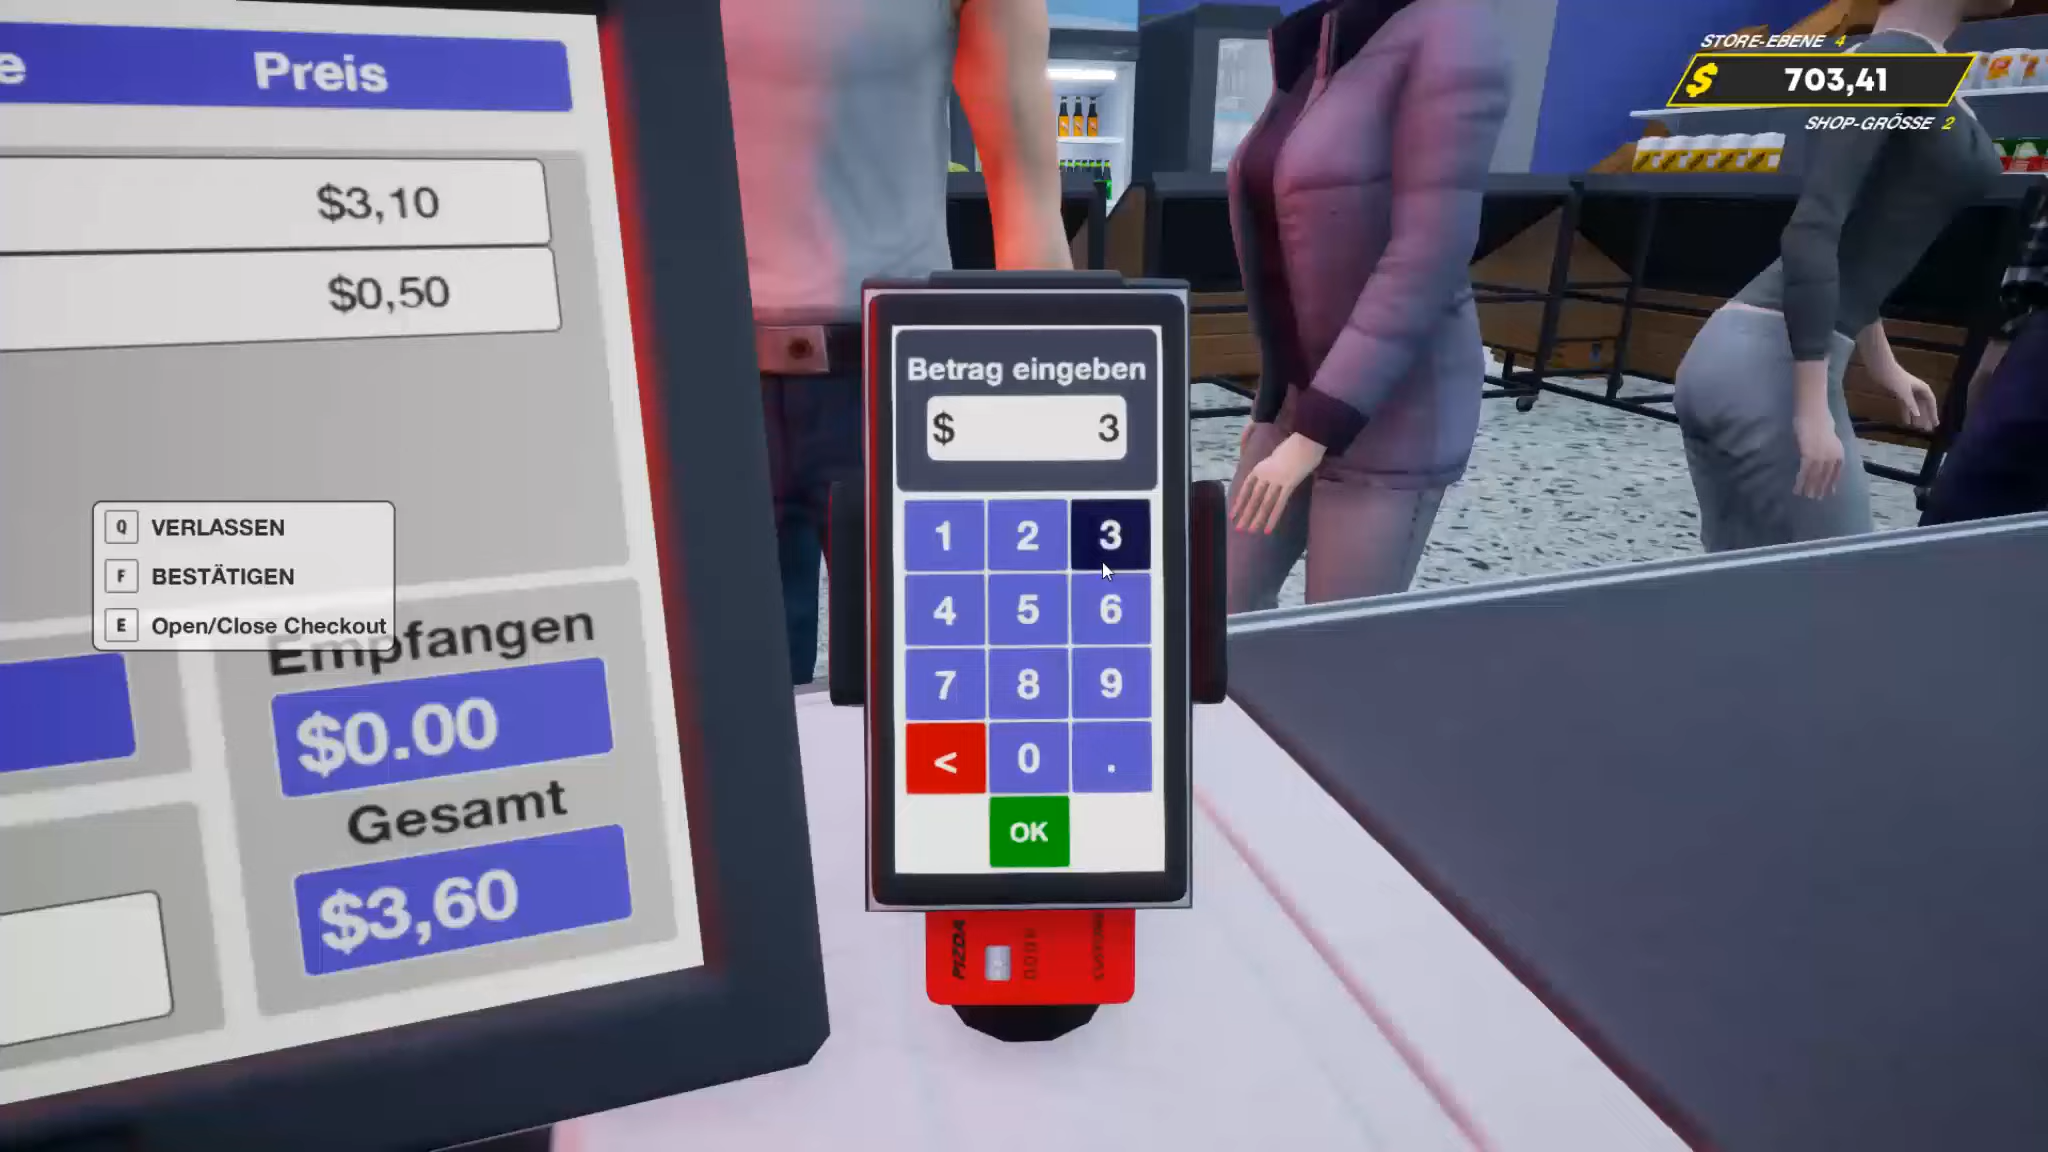 e Preis
$3,10
$0,50
Q VERLASSEN
F BESTÄTIGEN
E Open/Close Checkout
Empfangen
$0.00
Gesamt
$3,60
Betrag eingeben
$ 3
1 2 3
4 5 6
7 8 9
< 0 .
OK
PIZDA
STORE-EBENE 4
$ 703,41
SHOP-GRÖSSE 2